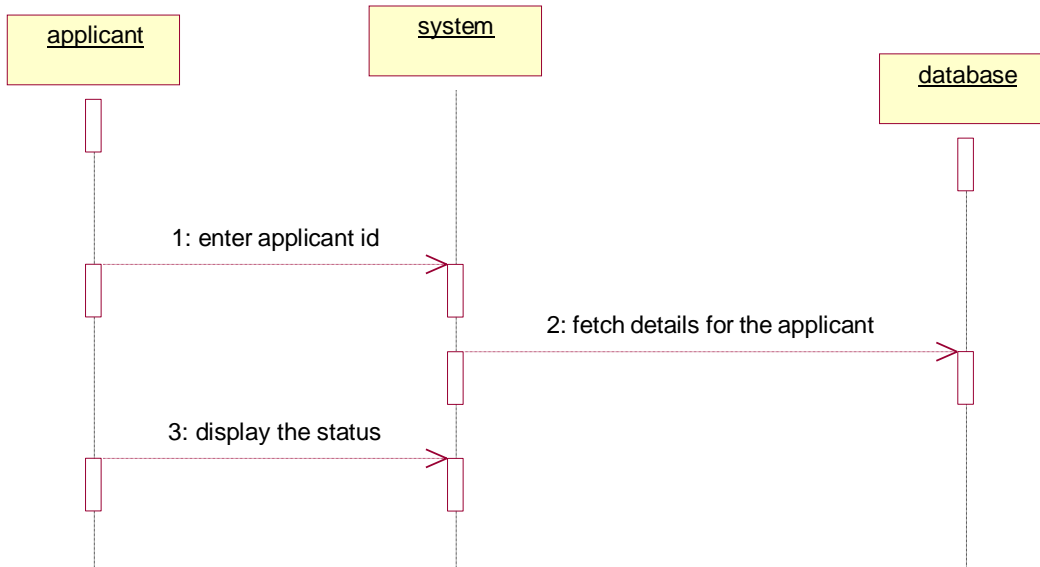 applicant
system
database
1: enter applicant id
2: fetch details for the applicant
3: display the status